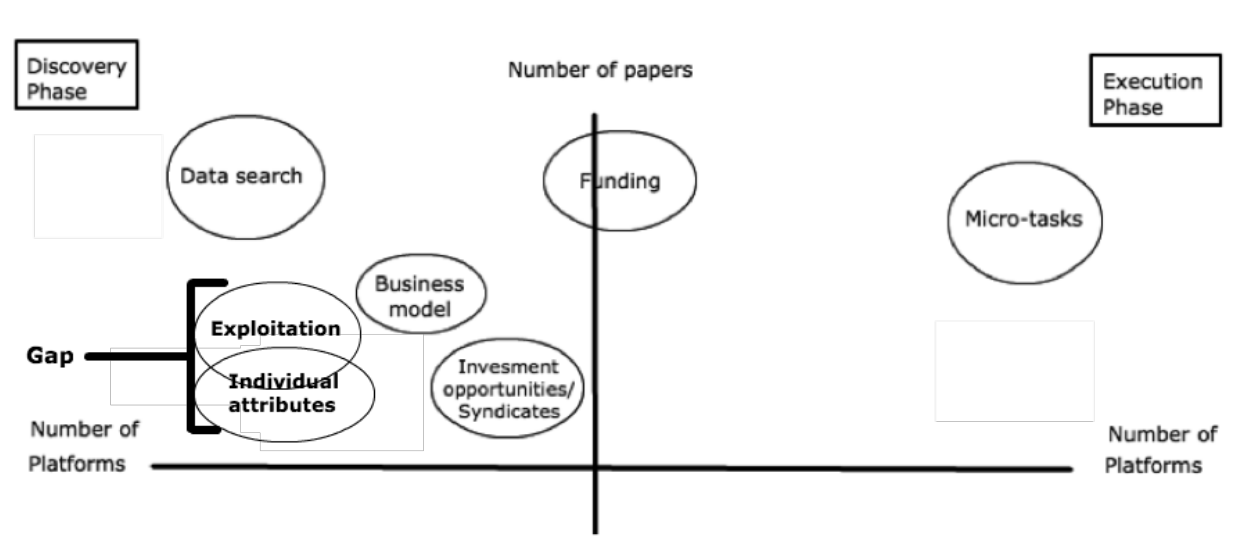 Discovery
Phase
Number of papers
Execution
Phase
Data search
Funding
Micro-tasks
Business
model
Exploitation
Gap
Individual
attributes
Invesment
opportunities/
Syndicates
Number of
Platforms
Number of
Platforms